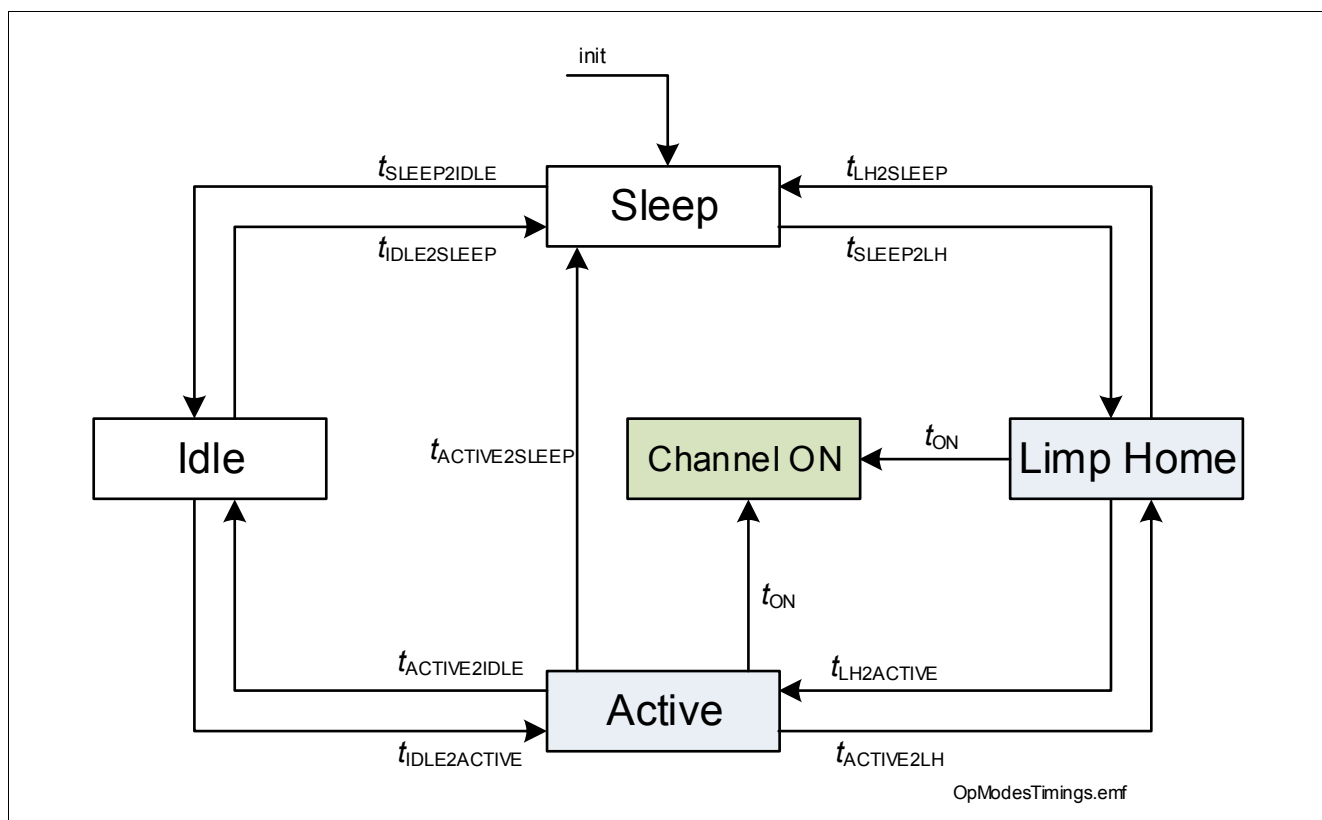 init
tSLEEP2IDLE
tLH2SLEEP
Sleep
tIDLE2SLEEP
tSLEEP2LH
Idle
tACTIVE2SLEEP
Channel ON
tON
Limp Home
tON
tACTIVE2IDLE
tLH2ACTIVE
Active
tIDLE2ACTIVE
tACTIVE2LH
OpModesTimings.emf